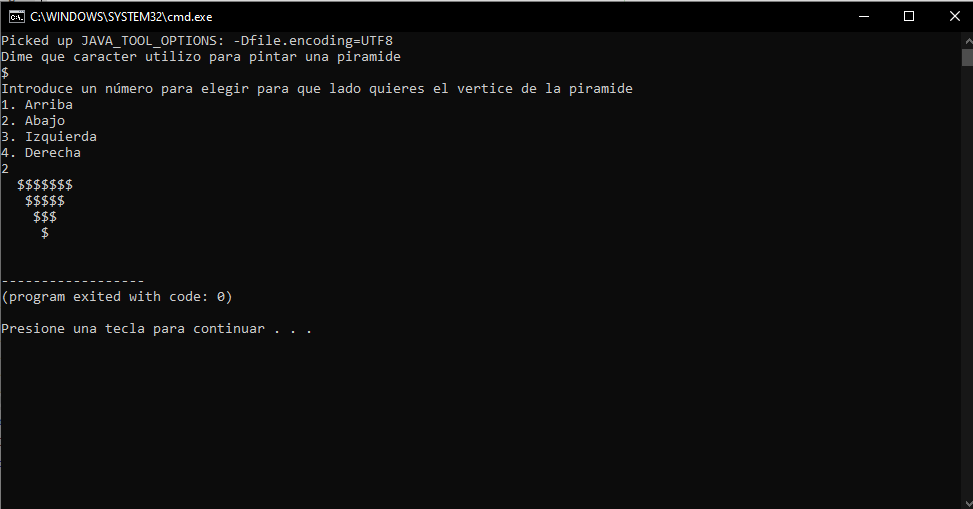 C:\WINDOWS\SYSTEM32\cmd.exe
Picked up JAVA_TOOL_OPTIONS: -Dfile.encoding=UTF8
Dime que caracter utilizo para pintar una piramide
$
Introduce un número para elegir para que lado quieres el vertice de la piramide
1. Arriba
2. Abajo
3. Izquierda
4. Derecha
2
  $$$$$$$
   $$$$$
    $$$
     $
------------------
(program exited with code: 0)
Presione una tecla para continuar . . .